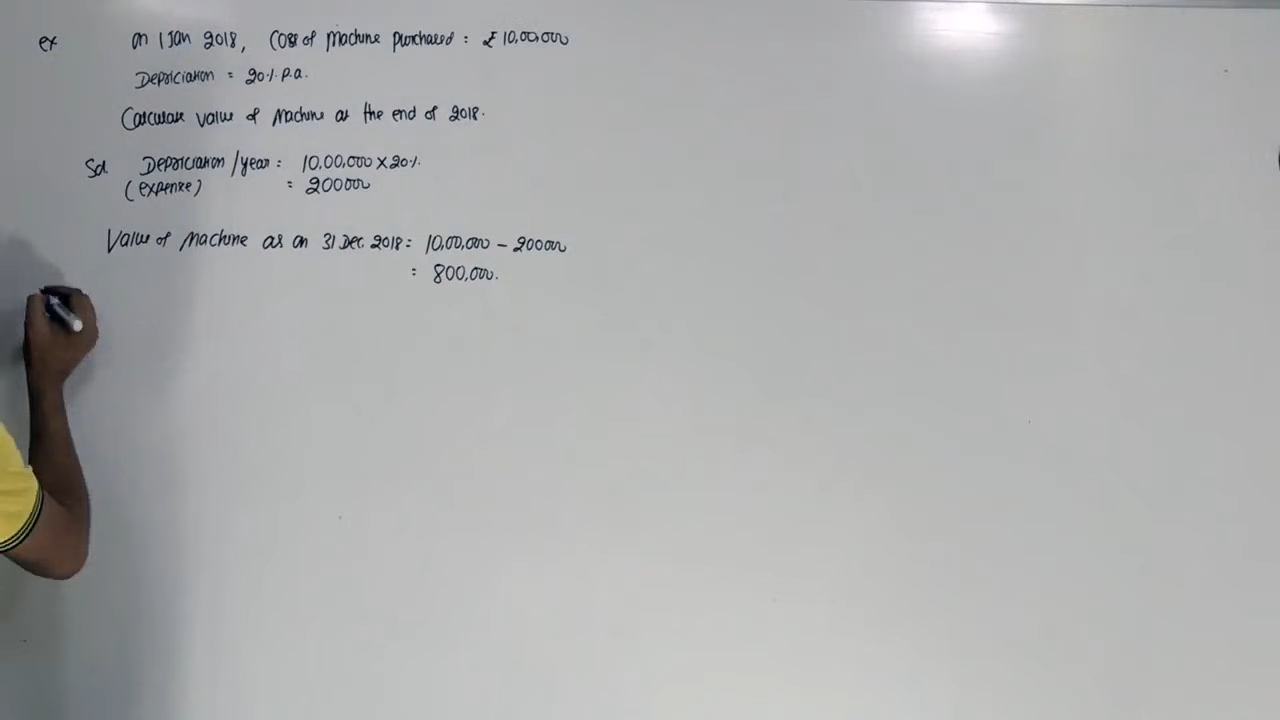 ex on 1 Jan 2018, Cost of Machine purchased = ₹ 10,00,000
Depriciation = 20% p.a.
Calculate value of Machine at the end of 2018.
Sol Depriciation /year = 10,00,000 × 20%
(expense) = 200000
Value of Machine as on 31 Dec. 2018 = 10,00,000 - 200000
= 800,000.